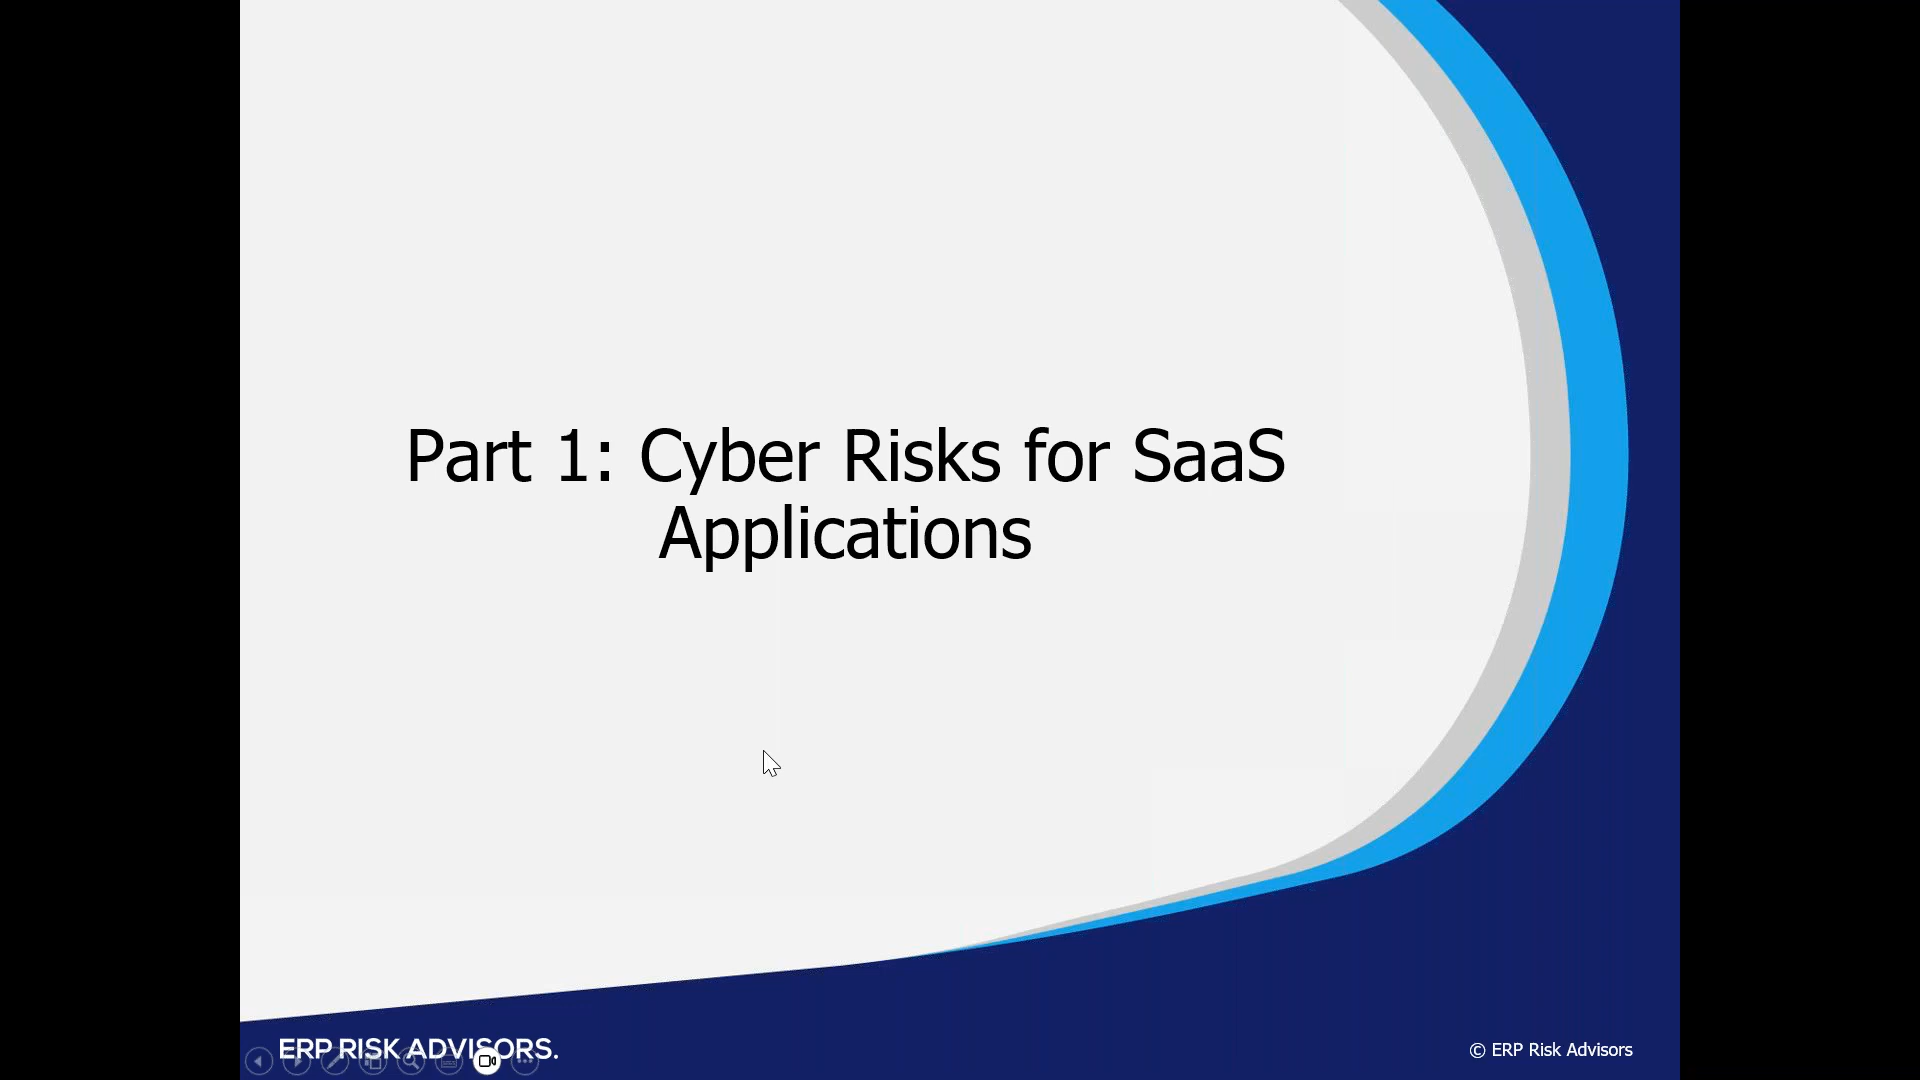 Part 1: Cyber Risks for SaaS
Applications
ERP RISK ADVISORS.
© ERP Risk Advisors